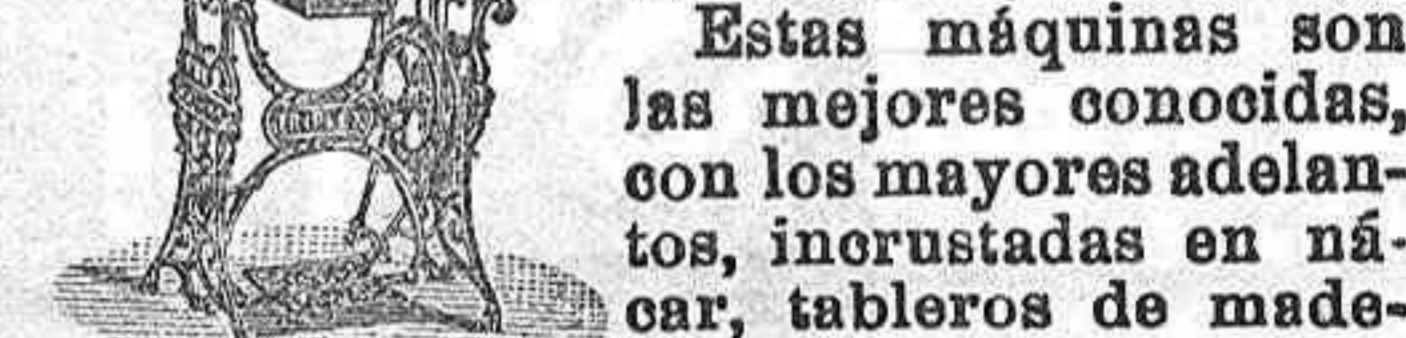 Estas máquinas son
las mejores conocidas,
con los mayores adelan-
tos, incrustadas en ná-
car, tableros de made-